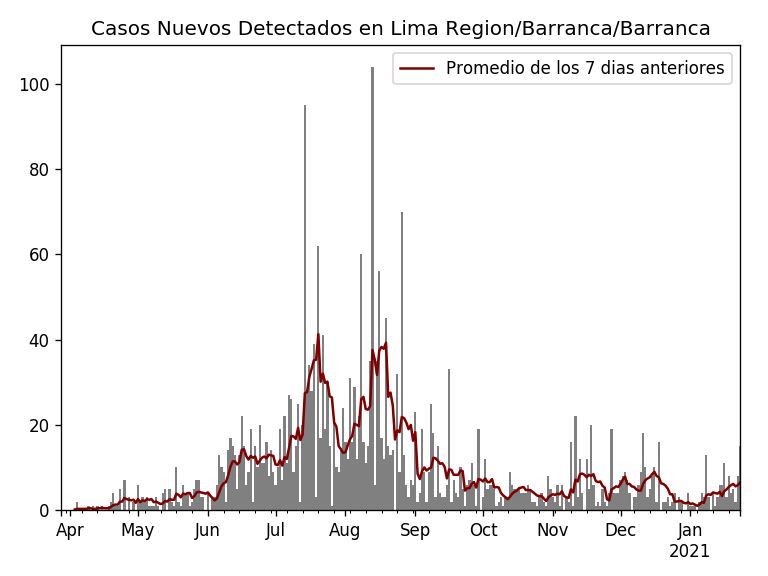 Casos Nuevos Detectados en Lima Region/Barranca/Barranca
Promedio de los 7 dias anteriores
100
80
60
40
20
0
Apr May Jun Jul Aug Sep Oct Nov Dec Jan
2021